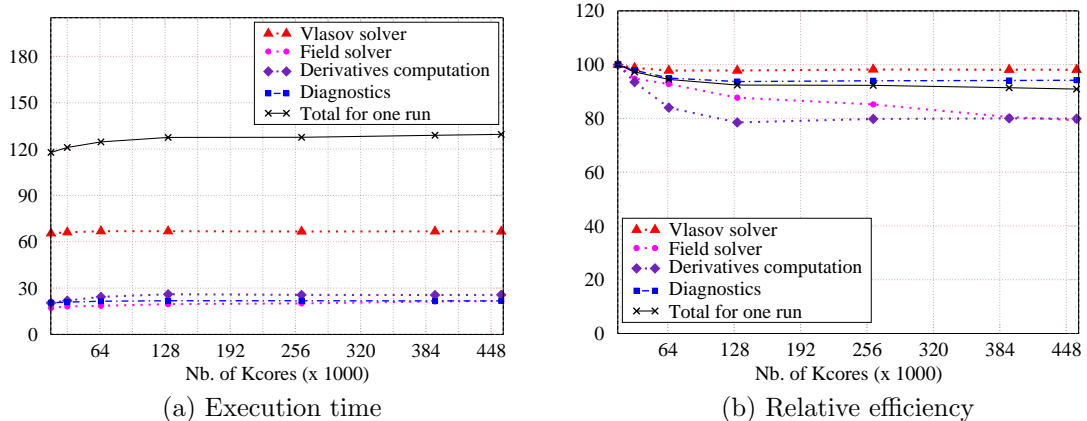 180
150
120
90
60
30
0
64 128 192 256 320 384 448
Nb. of Kcores (x 1000)
Vlasov solver
Field solver
Derivatives computation
Diagnostics
Total for one run
(a) Execution time
120
100
80
60
40
20
0
64 128 192 256 320 384 448
Nb. of Kcores (x 1000)
Vlasov solver
Field solver
Derivatives computation
Diagnostics
Total for one run
(b) Relative efficiency